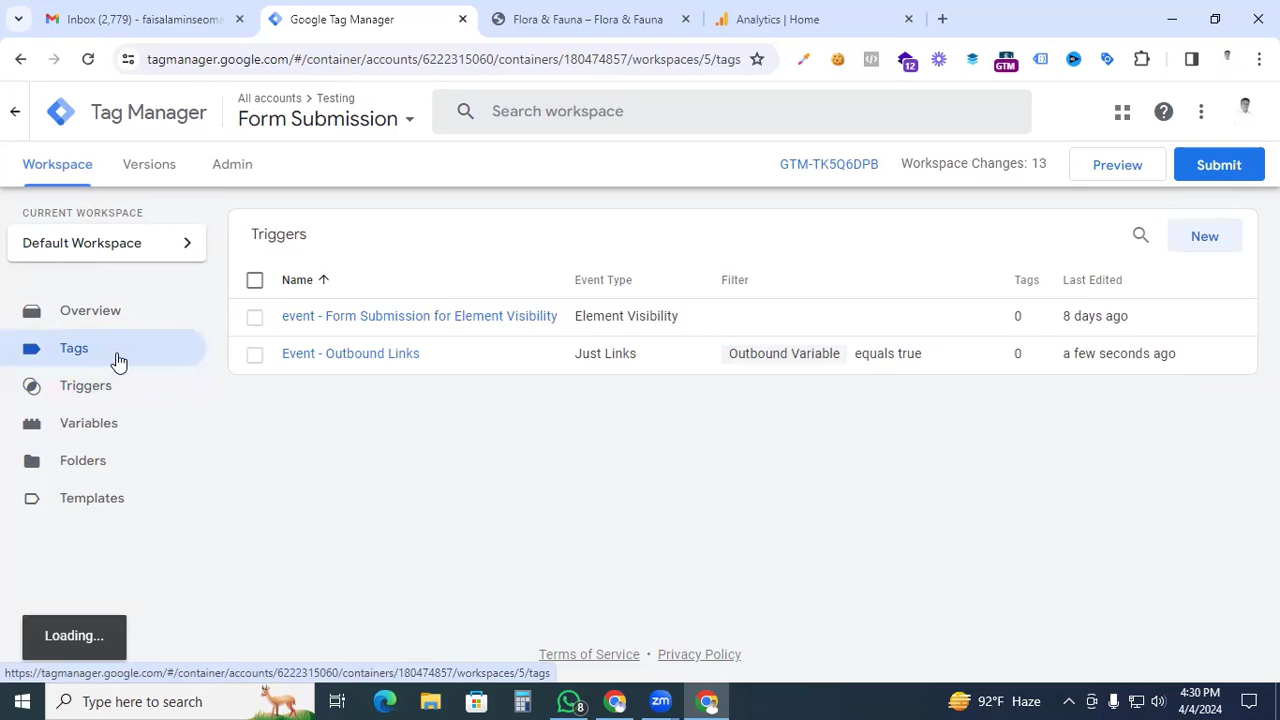 Inbox (2,779) - faisalaminseoma
Google Tag Manager
Flora & Fauna – Flora & Fauna
Analytics | Home
tagmanager.google.com/#/container/accounts/6222315060/containers/180474857/workspaces/5/tags
12
GTM
Tag Manager
All accounts > Testing
Form Submission
Search workspace
Workspace
Versions
Admin
GTM-TK5Q6DPB
Workspace Changes: 13
Preview
Submit
CURRENT WORKSPACE
Default Workspace
Overview
Tags
Triggers
Variables
Folders
Templates
Triggers
New
Name
Event Type
Filter
Tags
Last Edited
event - Form Submission for Element Visibility
Element Visibility
0
8 days ago
Event - Outbound Links
Just Links
Outbound Variable equals true
0
a few seconds ago
Loading...
Terms of Service • Privacy Policy
https://tagmanager.google.com/#/container/accounts/6222315060/containers/180474857/workspaces/5/tags
Type here to search
8
zm
92°F Haze
4:30 PM
4/4/2024